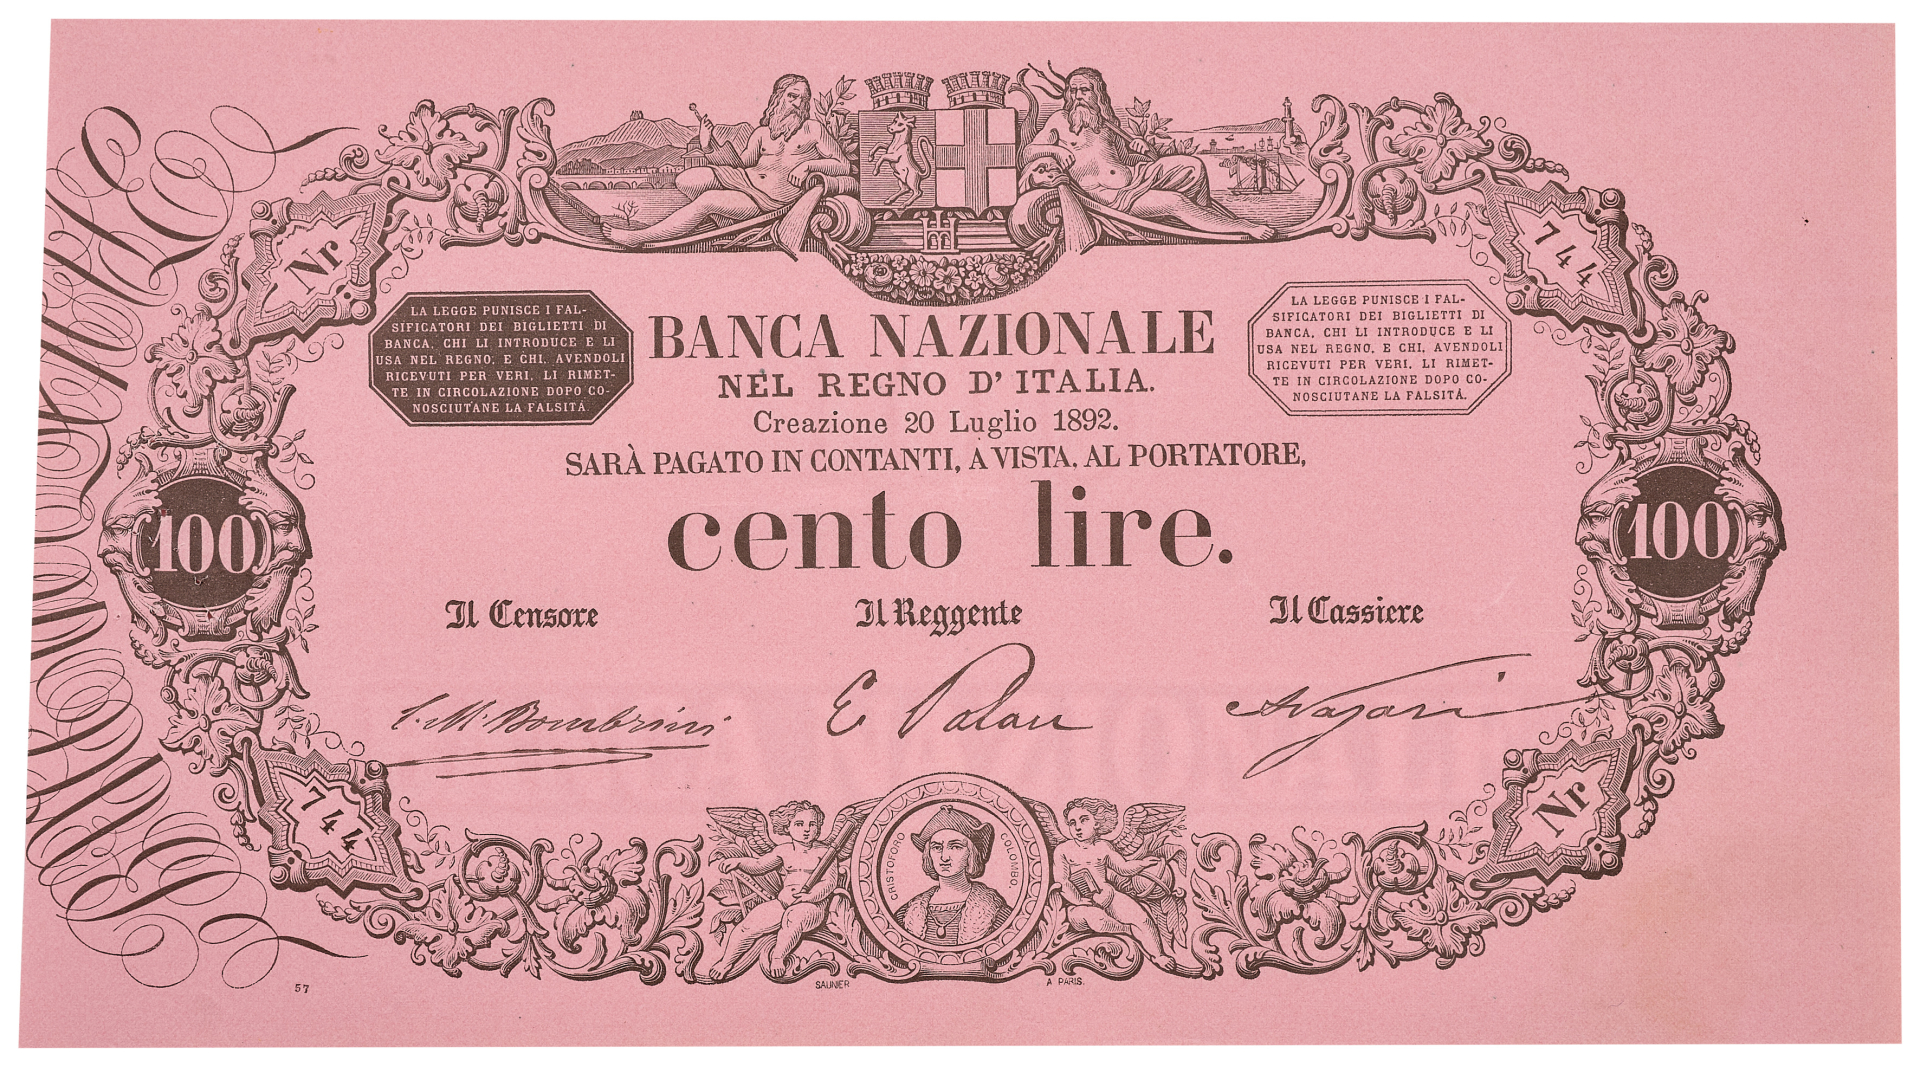 Nr
744
LA LEGGE PUNISCE I FAL-
SIFICATORI DEI BIGLIETTI DI
BANCA, CHI LI INTRODUCE E LI
USA NEL REGNO, E CHI, AVENDOLI
RICEVUTI PER VERI, LI RIMET-
TE IN CIRCOLAZIONE DOPO CO-
NOSCIUTANE LA FALSITÁ.
BANCA NAZIONALE
NEL REGNO D'ITALIA.
Creazione 20 Luglio 1892.
LA LEGGE PUNISCE I FAL-
SIFICATORI DEI BIGLIETTI DI
BANCA, CHI LI INTRODUCE E LI
USA NEL REGNO, E CHI, AVENDOLI
RICEVUTI PER VERI, LI RIMET-
TE IN CIRCOLAZIONE DOPO CO-
NOSCIUTANE LA FALSITÁ.
SARÀ PAGATO IN CONTANTI, A VISTA, AL PORTATORE,
cento lire.
100
100
Il Censore
Il Reggente
Il Cassiere
Bombrini
744
Nr
CRISTOFORO COLOMBO.
57
SAUNIER
A PARIS.